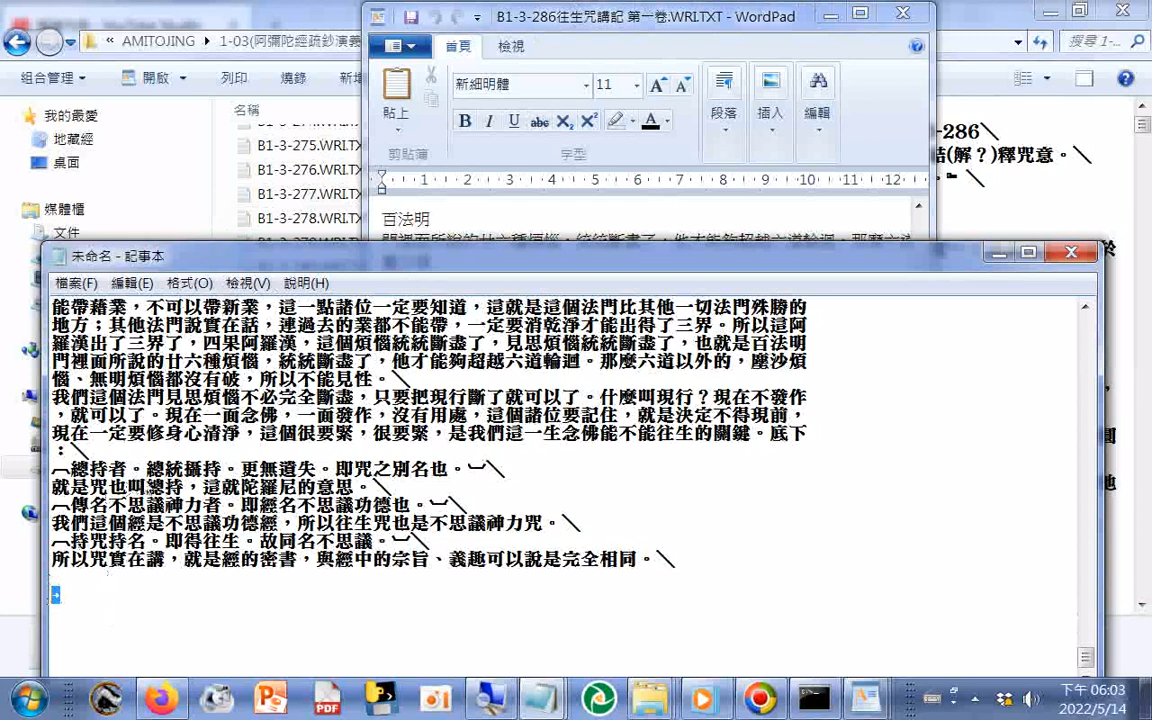 B1-3-286往生咒講記 第一卷.WRI.TXT - WordPad
AMITOJING
1-03(阿彌陀經疏鈔演義
搜尋 1-
首頁
檢視
組合管理
開啟
列印
燒錄
新增
新細明體
11
貼上
B I U abc X₂ X²
A
段落
插入
編輯
剪貼簿
字型
我的最愛
地藏經
桌面
媒體櫃
文件
名稱
B1-3-275.WRI.TX
B1-3-276.WRI.TX
B1-3-277.WRI.TX
B1-3-278.WRI.TX
1 2 3 4 5 6 7 8 9 10 11 12
-286╲
(解？)釋咒意。╲
百法明
未命名 - 記事本
檔案(F) 編輯(E) 格式(O) 檢視(V) 說明(H)
能帶藉業，不可以帶新業，這一點諸位一定要知道，這就是這個法門比其他一切法門殊勝的
地方；其他法門說實在話，連過去的業都不能帶，一定要消乾淨才能出得了三界。所以這阿
羅漢出了三界了，四果阿羅漢，這個煩惱統統斷盡了，見思煩惱統統斷盡了，也就是百法明
門裡面所說的廿六種煩惱，統統斷盡了，他才能夠超越六道輪迴。那麼六道以外的，塵沙煩
惱、無明煩惱都沒有破，所以不能見性。╲
我們這個法門見思煩惱不必完全斷盡，只要把現行斷了就可以了。什麼叫現行？現在不發作
，就可以了。現在一面念佛，一面發作，沒有用處，這個諸位要記住，就是決定不得現前，
現在一定要修身心清淨，這個很要緊，很要緊，是我們這一生念佛能不能往生的關鍵。底下
：╲
︹總持者。總統攝持。更無遺失。即咒之別名也。︺╲
就是咒也叫總持，這就陀羅尼的意思。╲
︹傳名不思議神力者。即經名不思議功德也。︺╲
我們這個經是不思議功德經，所以往生咒也是不思議神力咒。╲
︹持咒持名。即得往生。故同名不思議。︺╲
所以咒實在講，就是經的密書，與經中的宗旨、義趣可以說是完全相同。╲
下午 06:03
2022/5/14